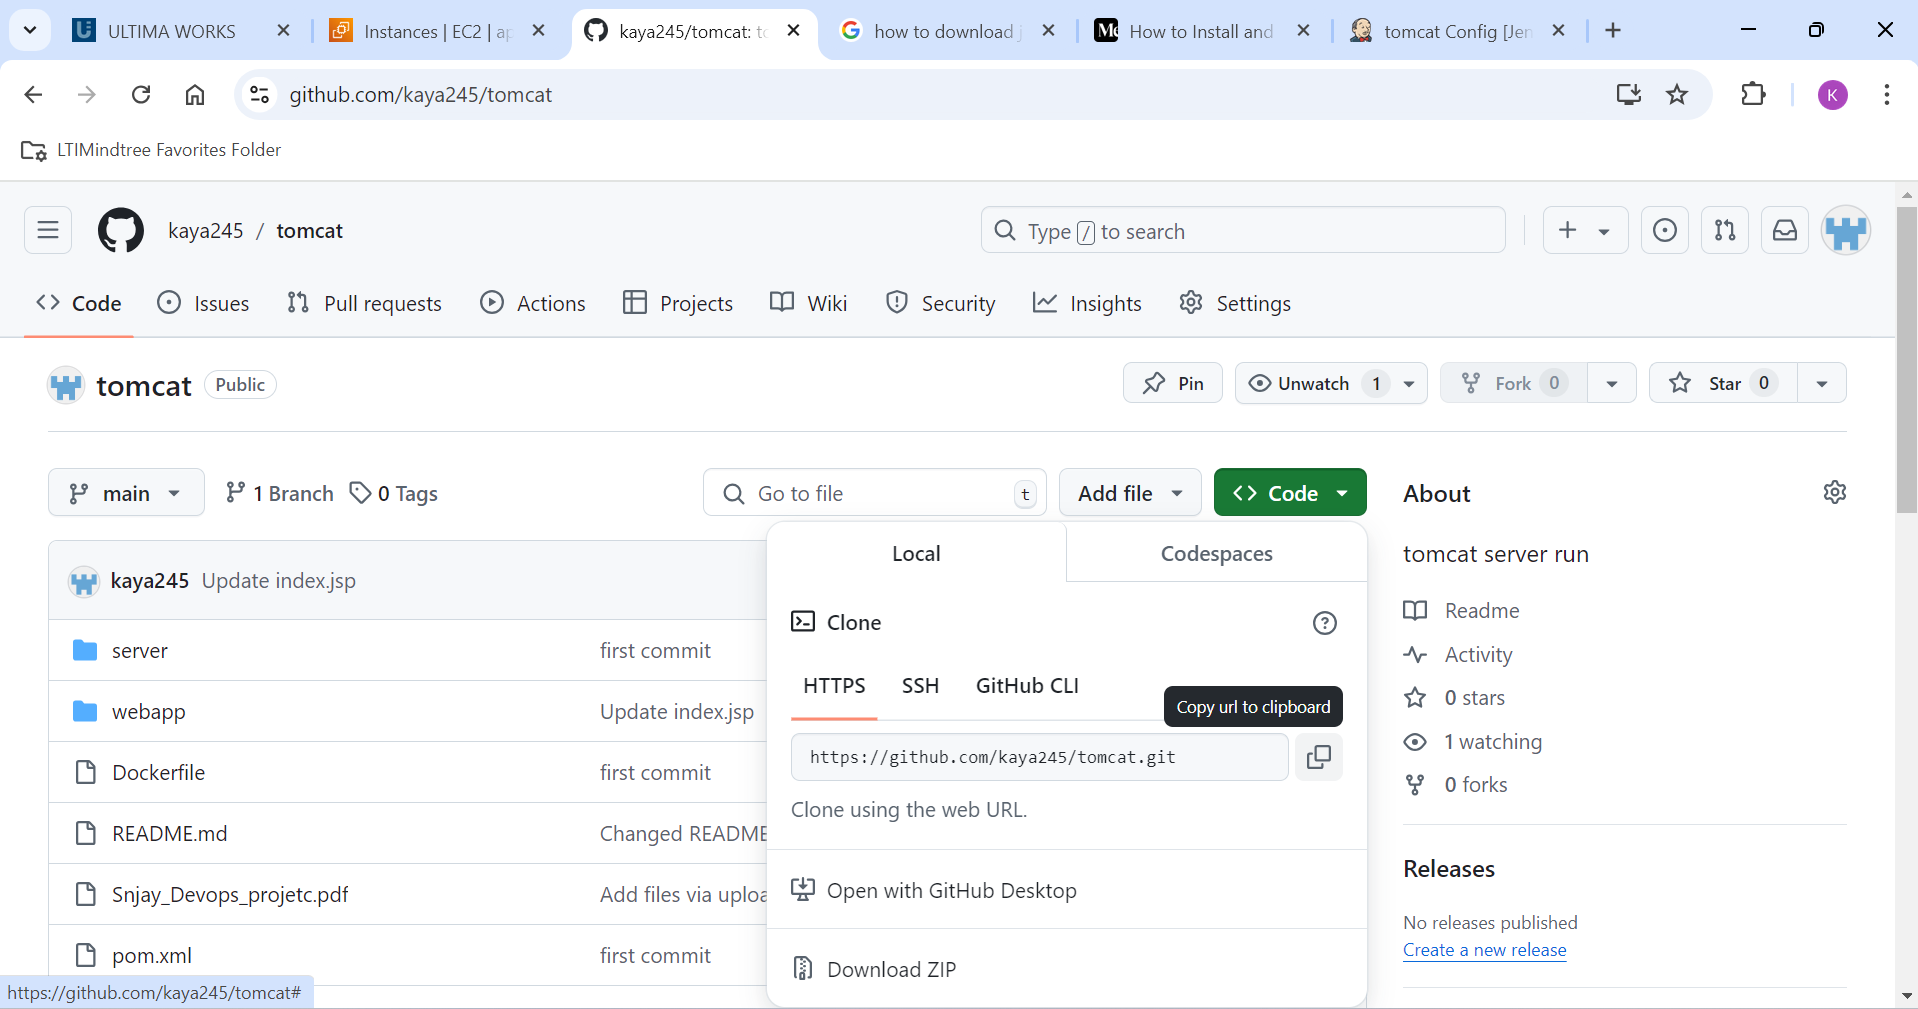 ULTIMA WORKS
Instances | EC2 | ap
kaya245/tomcat: to
how to download j
How to Install and
tomcat Config [Jen
github.com/kaya245/tomcat
K
LTIMindtree Favorites Folder
kaya245 / tomcat
Type / to search
Code
Issues
Pull requests
Actions
Projects
Wiki
Security
Insights
Settings
tomcat
Public
Pin
Unwatch 1
Fork 0
Star 0
main
1 Branch
0 Tags
Go to file
t
Add file
Code
About
tomcat server run
Readme
Activity
0 stars
1 watching
0 forks
Releases
No releases published
Create a new release
kaya245 Update index.jsp
server first commit
webapp Update index.jsp
Dockerfile first commit
README.md Changed README
Snjay_Devops_projetc.pdf Add files via uploa
pom.xml first commit
Local
Codespaces
Clone
HTTPS
SSH
GitHub CLI
Copy url to clipboard
https://github.com/kaya245/tomcat.git
Clone using the web URL.
Open with GitHub Desktop
Download ZIP
https://github.com/kaya245/tomcat#